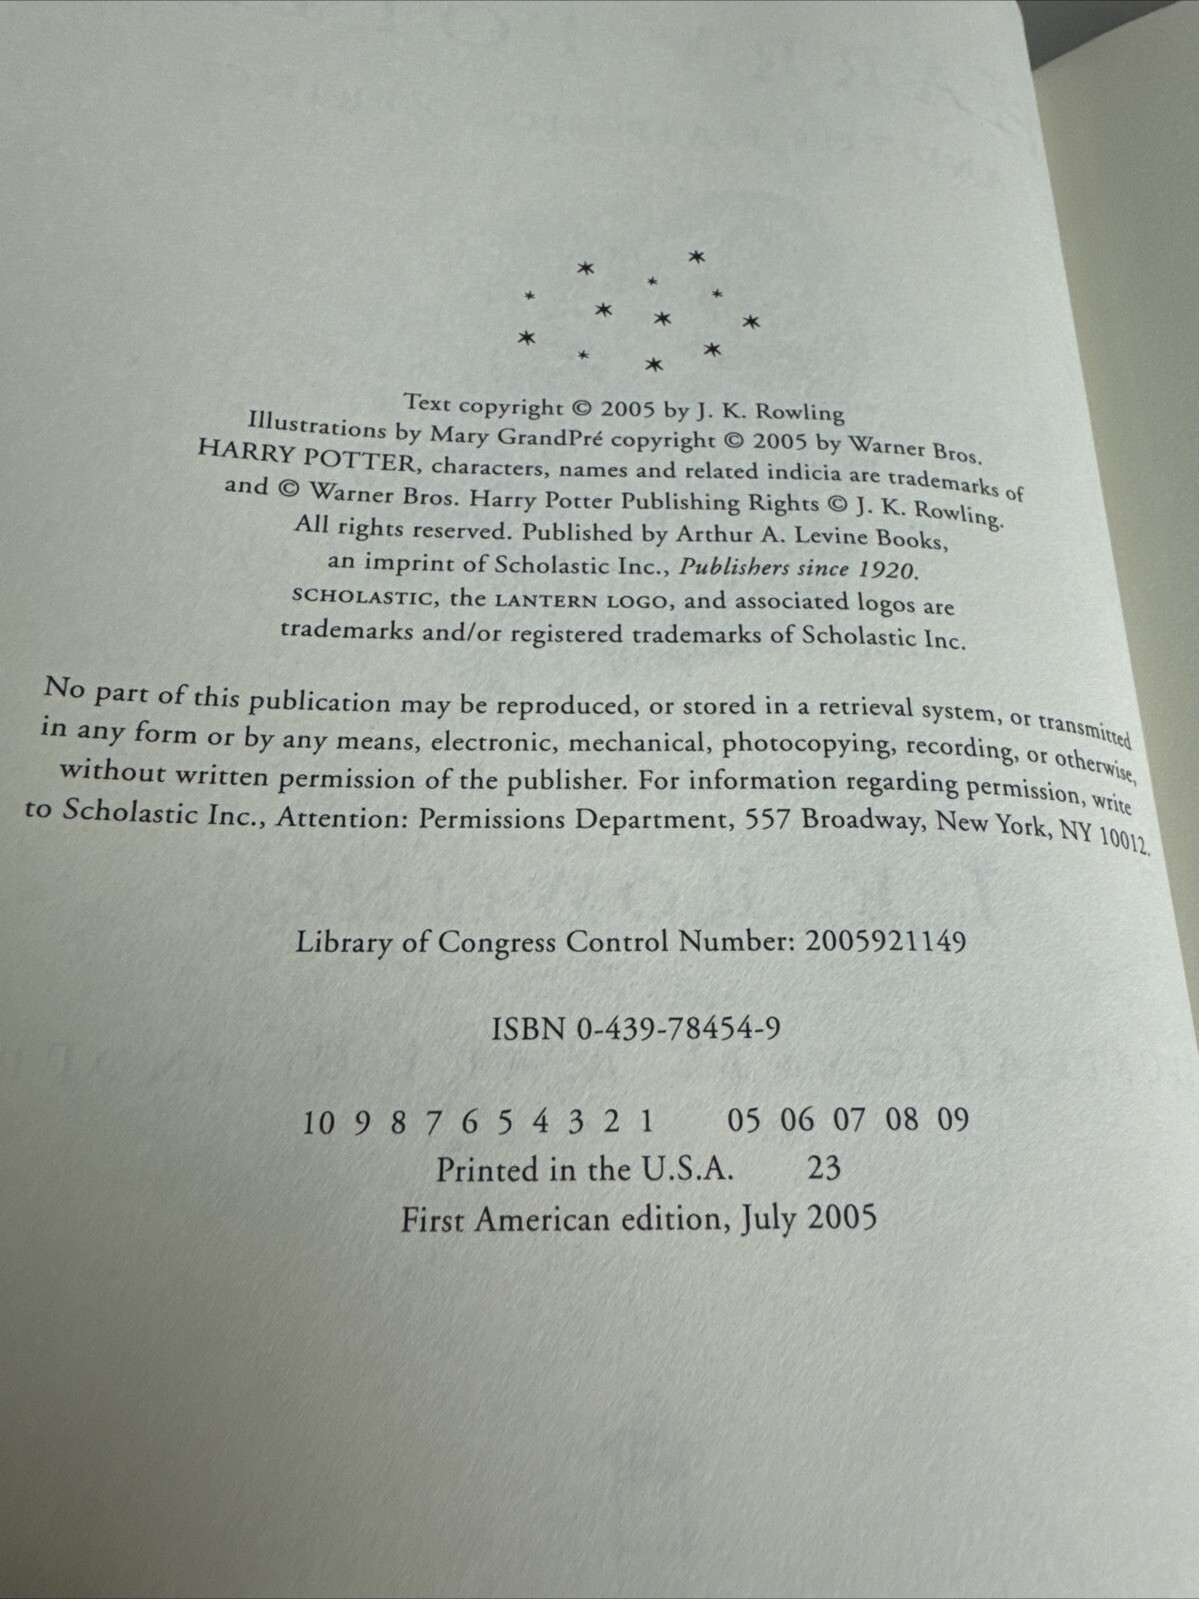 Text copyright © 2005 by J. K. Rowling
Illustrations by Mary GrandPré copyright © 2005 by Warner Bros.
HARRY POTTER, characters, names and related indicia are trademarks of
and © Warner Bros. Harry Potter Publishing Rights © J. K. Rowling.
All rights reserved. Published by Arthur A. Levine Books,
an imprint of Scholastic Inc., Publishers since 1920.
SCHOLASTIC, the LANTERN LOGO, and associated logos are
trademarks and/or registered trademarks of Scholastic Inc.
No part of this publication may be reproduced, or stored in a retrieval system, or transmitted
in any form or by any means, electronic, mechanical, photocopying, recording, or otherwise,
without written permission of the publisher. For information regarding permission, write
to Scholastic Inc., Attention: Permissions Department, 557 Broadway, New York, NY 10012.
Library of Congress Control Number: 2005921149
ISBN 0-439-78454-9
10 9 8 7 6 5 4 3 2 1 05 06 07 08 09
Printed in the U.S.A. 23
First American edition, July 2005